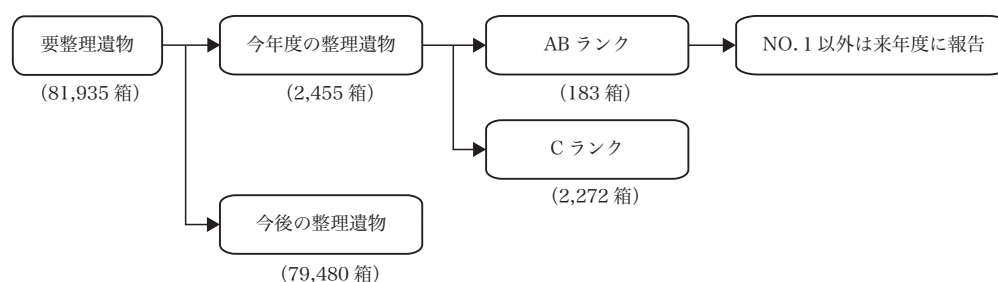 要整理遺物
(81,935 箱)
今年度の整理遺物
(2,455 箱)
AB ランク
(183 箱)
NO. 1 以外は来年度に報告
C ランク
(2,272 箱)
今後の整理遺物
(79,480 箱)